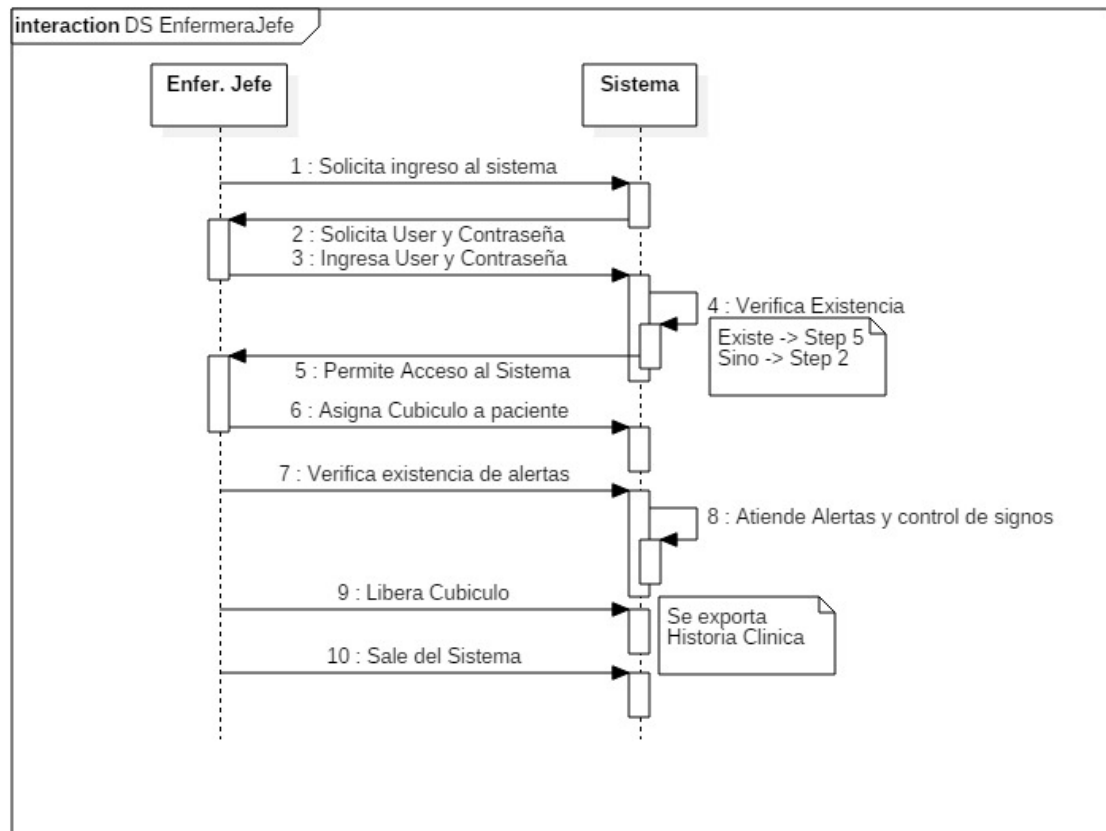 interaction DS EnfermeraJefe
Enfer. Jefe
Sistema
1 : Solicita ingreso al sistema
2 : Solicita User y Contraseña
3 : Ingresa User y Contraseña
4 : Verifica Existencia
Existe -> Step 5
Sino -> Step 2
5 : Permite Acceso al Sistema
6 : Asigna Cubiculo a paciente
7 : Verifica existencia de alertas
8 : Atiende Alertas y control de signos
9 : Libera Cubiculo
Se exporta
Historia Clinica
10 : Sale del Sistema